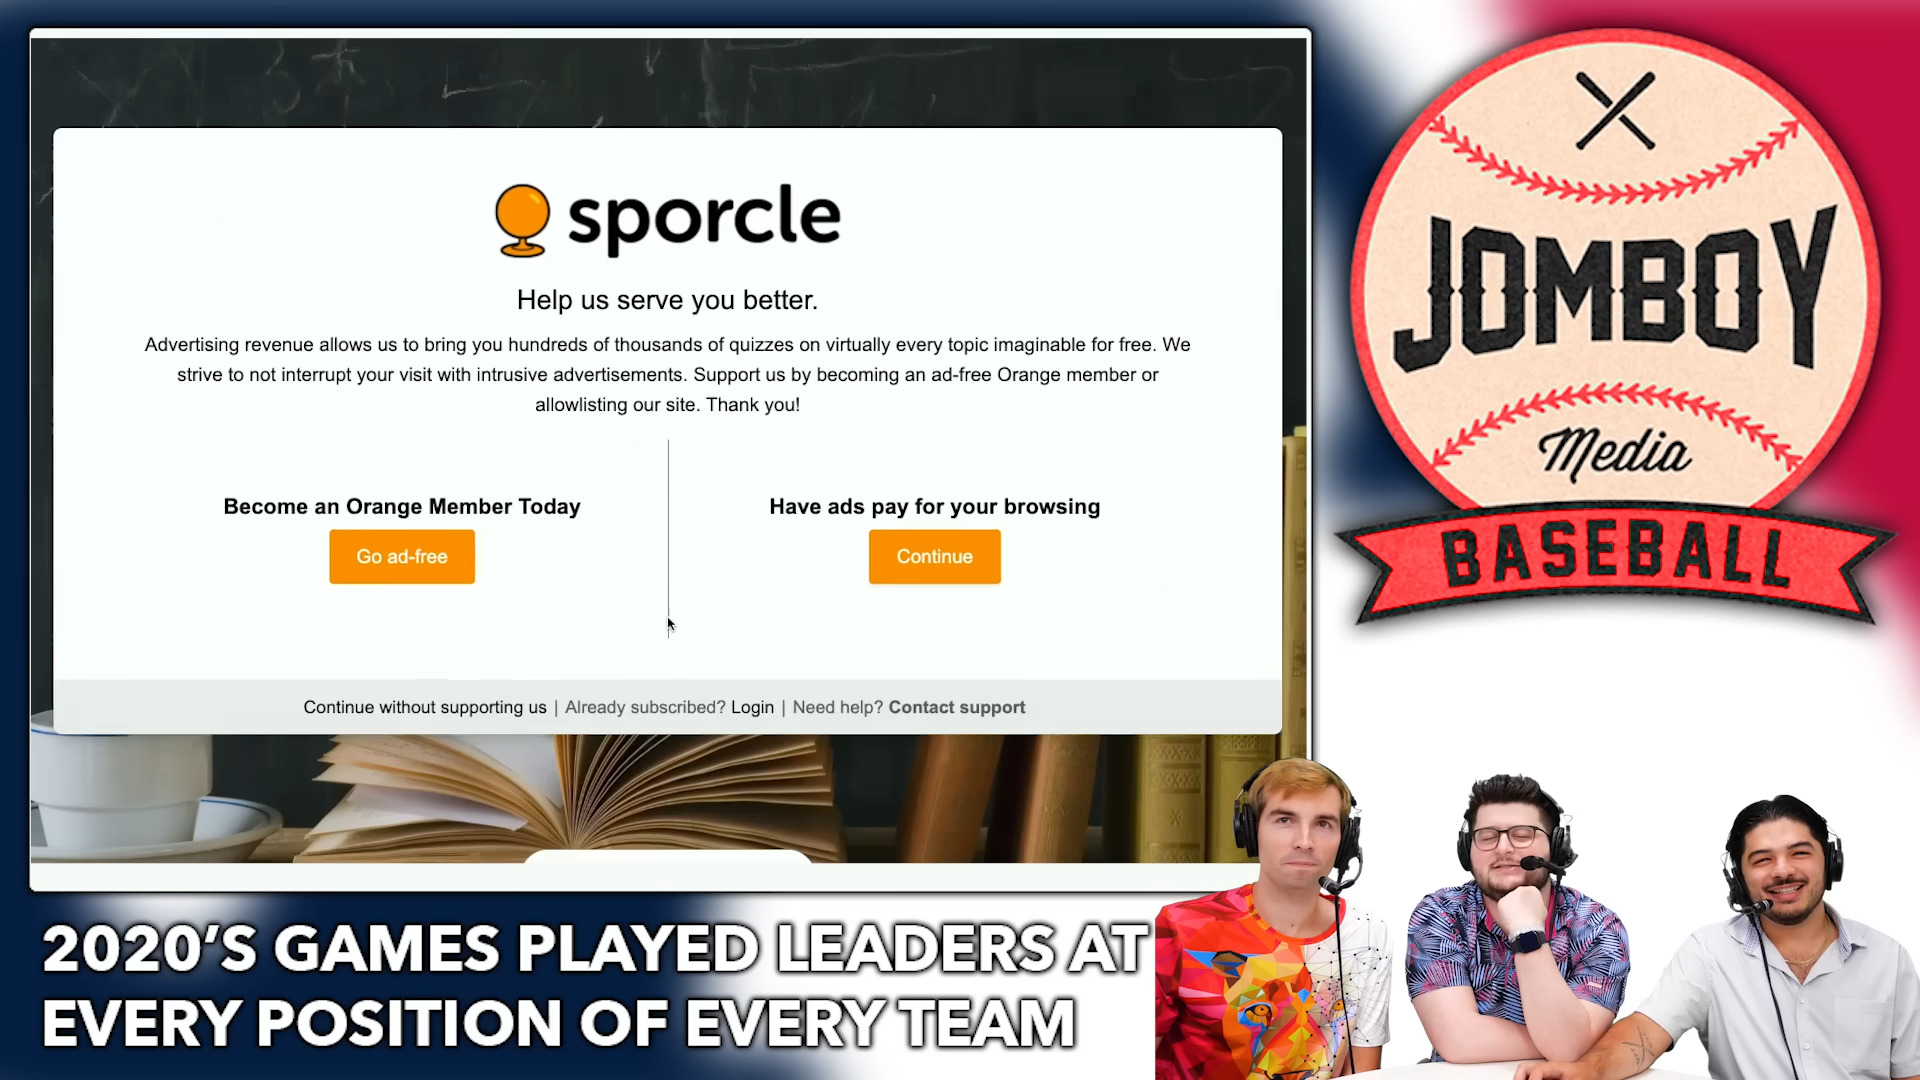 sporcle
Help us serve you better.
Advertising revenue allows us to bring you hundreds of thousands of quizzes on virtually every topic imaginable for free. We
strive to not interrupt your visit with intrusive advertisements. Support us by becoming an ad-free Orange member or
allowlisting our site. Thank you!
Become an Orange Member Today
Go ad-free
Have ads pay for your browsing
Continue
Continue without supporting us | Already subscribed? Login | Need help? Contact support
JOMBOY
Media
BASEBALL
2020'S GAMES PLAYED LEADERS AT
EVERY POSITION OF EVERY TEAM